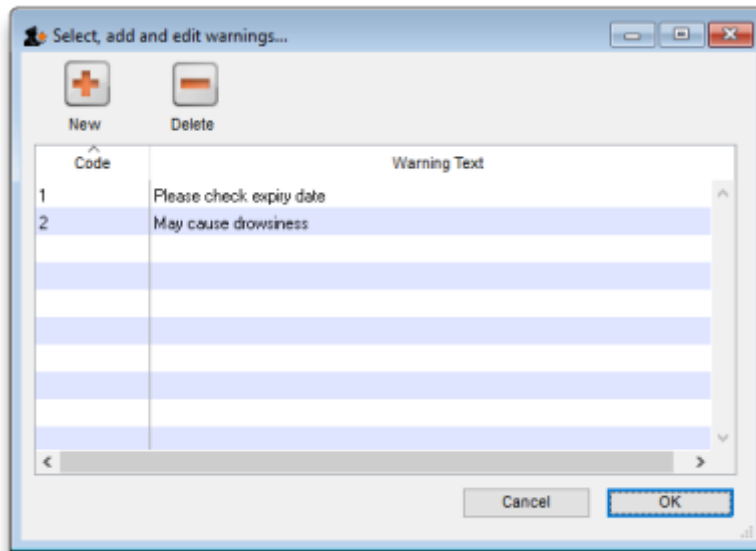 Select, add and edit warnings...
New Delete
Code Warning Text
1 Please check expiry date
2 May cause drowsiness
Cancel OK